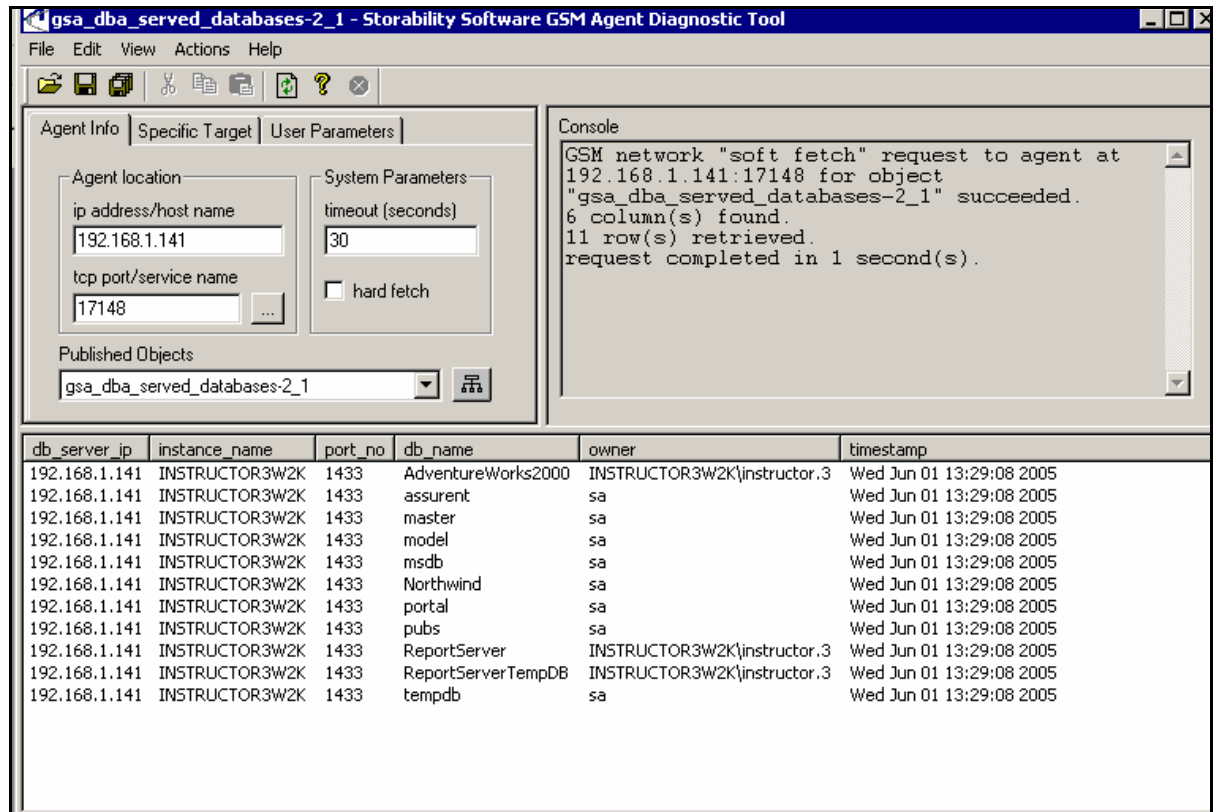 gsa_dba_served_databases-2_1 - Storability Software GSM Agent Diagnostic Tool
File Edit View Actions Help
Agent Info Specific Target User Parameters
Agent location
ip address/host name
192.168.1.141
tcp port/service name
17148
...
System Parameters
timeout (seconds)
30
hard fetch
Published Objects
gsa_dba_served_databases-2_1
Console
GSM network "soft fetch" request to agent at
192.168.1.141:17148 for object
"gsa_dba_served_databases-2_1" succeeded.
6 column(s) found.
11 row(s) retrieved.
request completed in 1 second(s).
db_server_ip instance_name port_no db_name owner timestamp
192.168.1.141 INSTRUCTOR3W2K 1433 AdventureWorks2000 INSTRUCTOR3W2K\instructor.3 Wed Jun 01 13:29:08 2005
192.168.1.141 INSTRUCTOR3W2K 1433 assurent sa Wed Jun 01 13:29:08 2005
192.168.1.141 INSTRUCTOR3W2K 1433 master sa Wed Jun 01 13:29:08 2005
192.168.1.141 INSTRUCTOR3W2K 1433 model sa Wed Jun 01 13:29:08 2005
192.168.1.141 INSTRUCTOR3W2K 1433 msdb sa Wed Jun 01 13:29:08 2005
192.168.1.141 INSTRUCTOR3W2K 1433 Northwind sa Wed Jun 01 13:29:08 2005
192.168.1.141 INSTRUCTOR3W2K 1433 portal sa Wed Jun 01 13:29:08 2005
192.168.1.141 INSTRUCTOR3W2K 1433 pubs sa Wed Jun 01 13:29:08 2005
192.168.1.141 INSTRUCTOR3W2K 1433 ReportServer INSTRUCTOR3W2K\instructor.3 Wed Jun 01 13:29:08 2005
192.168.1.141 INSTRUCTOR3W2K 1433 ReportServerTempDB INSTRUCTOR3W2K\instructor.3 Wed Jun 01 13:29:08 2005
192.168.1.141 INSTRUCTOR3W2K 1433 tempdb sa Wed Jun 01 13:29:08 2005